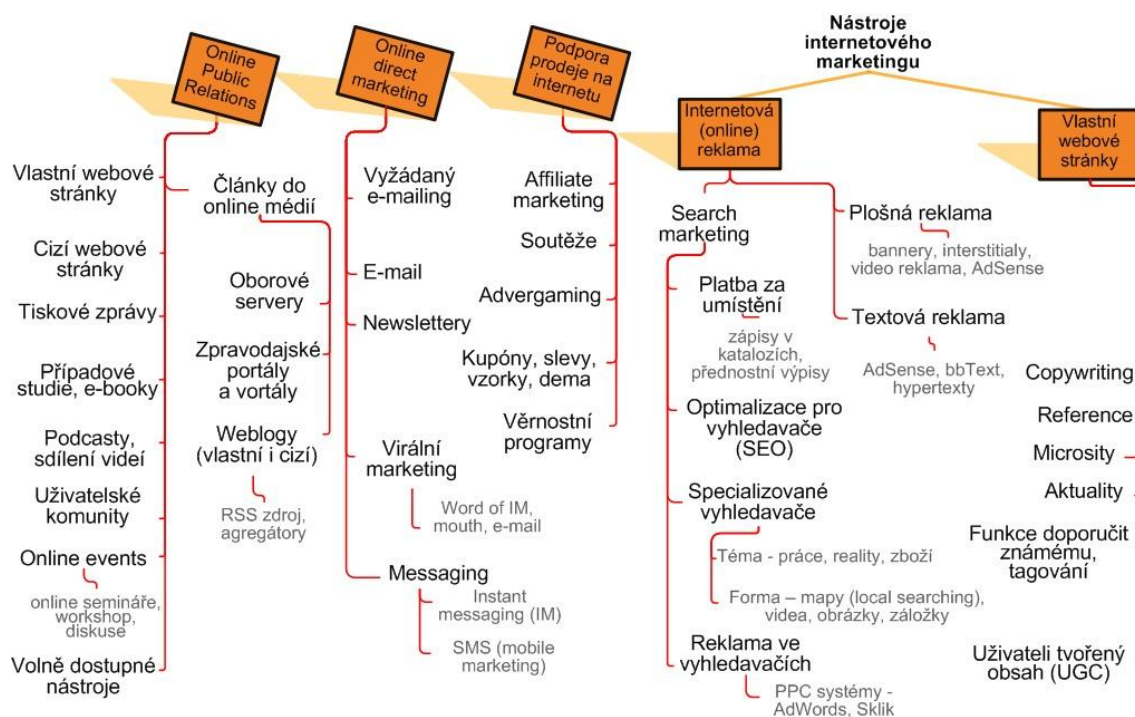 Nástroje
internetového
marketingu
Online
Public
Relations
Vlastní webové
stránky
Cizí webové
stránky
Tiskové zprávy
Případové
studie, e-booky
Podcasty,
sdílení videí
Uživatelské
komunity
Online events
online semináře,
workshop,
diskuse
Volně dostupné
nástroje
Články do
online médií
Oborové
servery
Zpravodajské
portály
a vortály
Weblogy
(vlastní i cizí)
RSS zdroj,
agregátory
Online
direct
marketing
Vyžádaný
e-mailing
E-mail
Newslettery
Virální
marketing
Word of IM,
mouth, e-mail
Messaging
Instant
messaging (IM)
SMS (mobile
marketing)
Podpora
prodeje na
internetu
Affiliate
marketing
Soutěže
Advergaming
Kupóny, slevy,
vzorky, dema
Věrnostní
programy
Internetová
(online)
reklama
Search
marketing
Platba za
umístění
zápisy v
katalozích,
přednostní výpisy
Optimalizace pro
vyhledavače
(SEO)
Specializované
vyhledavače
Téma - práce, reality, zboží
Forma – mapy (local searching),
videa, obrázky, záložky
Reklama ve
vyhledavačích
PPC systémy -
AdWords, Sklik
Plošná reklama
bannery, interstitialy,
video reklama, AdSense
Textová reklama
AdSense, bbText,
hypertexty
Vlastní
webové
stránky
Copywriting
Reference
Microsity
Aktuality
Funkce doporučit
známému,
tagování
Uživateli tvořený
obsah (UGC)